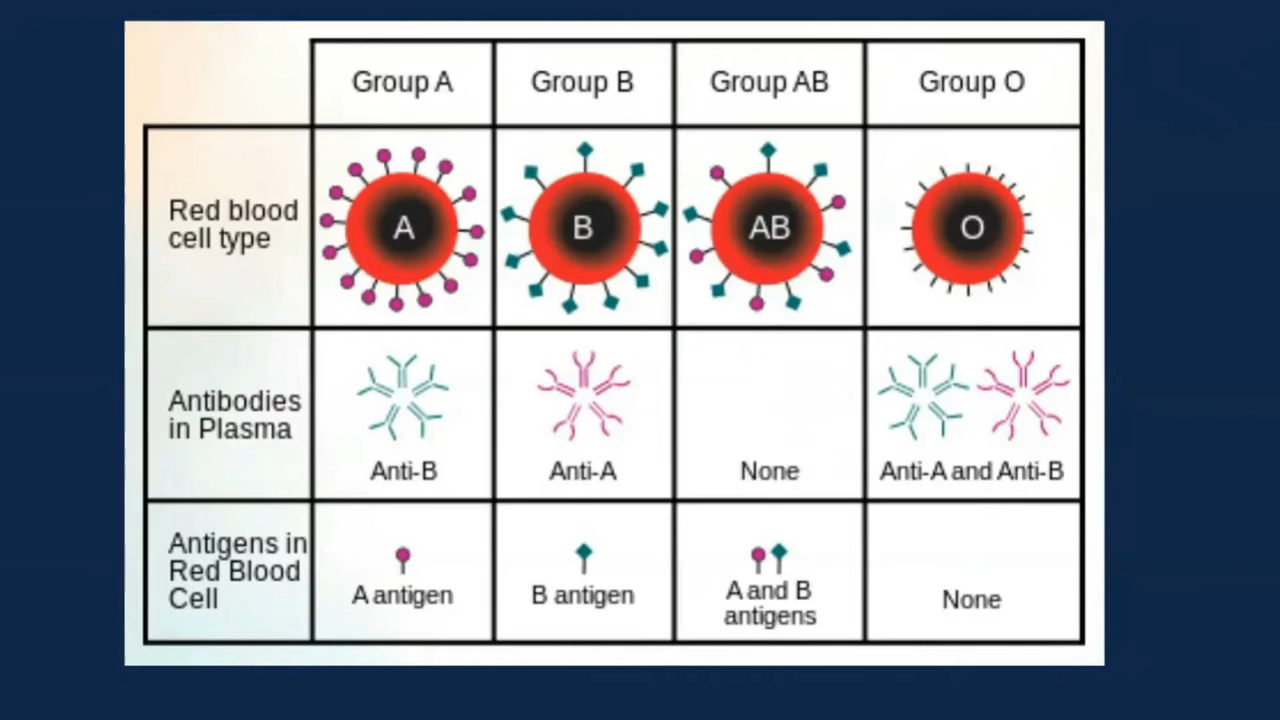 Group A
Group B
Group AB
Group O
Red blood
cell type
A
B
AB
O
Antibodies
in Plasma
Anti-B
Anti-A
None
Anti-A and Anti-B
Antigens in
Red Blood
Cell
A antigen
B antigen
A and B
antigens
None